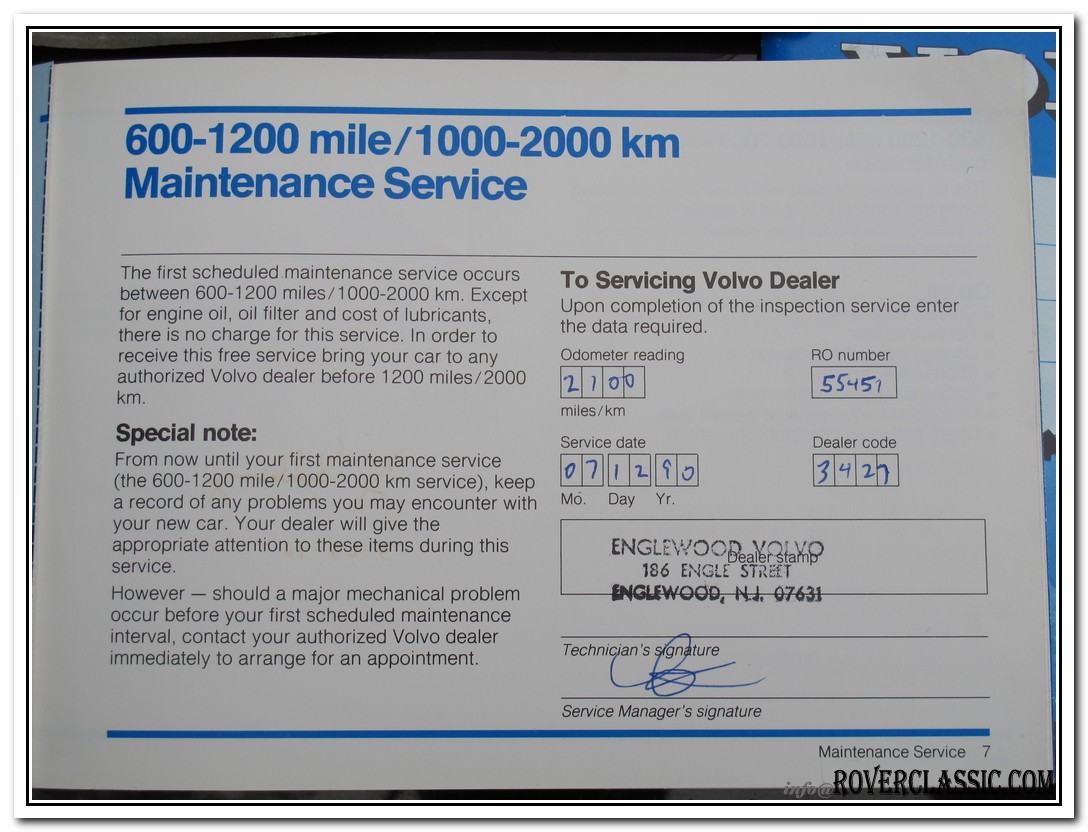 600-1200 mile/1000-2000 km
Maintenance Service
The first scheduled maintenance service occurs
between 600-1200 miles/1000-2000 km. Except
for engine oil, oil filter and cost of lubricants,
there is no charge for this service. In order to
receive this free service bring your car to any
authorized Volvo dealer before 1200 miles/2000
km.
Special note:
From now until your first maintenance service
(the 600-1200 mile/1000-2000 km service), keep
a record of any problems you may encounter with
your new car. Your dealer will give the
appropriate attention to these items during this
service.
However — should a major mechanical problem
occur before your first scheduled maintenance
interval, contact your authorized Volvo dealer
immediately to arrange for an appointment.
To Servicing Volvo Dealer
Upon completion of the inspection service enter
the data required.
Odometer reading RO number
2100 55451
miles/km
Service date Dealer code
07 12 90 3427
Mo. Day Yr.
ENGLEWOOD VOLVO
Dealer stamp
186 ENGLE STREET
ENGLEWOOD, N.J. 07631
Technician's signature
Service Manager's signature
Maintenance Service 7
info@ROVERCLASSIC.COM